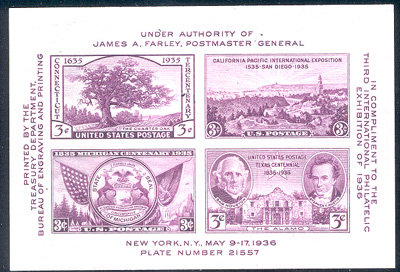 UNDER AUTHORITY OF
JAMES A. FARLEY, POSTMASTER GENERAL
PRINTED BY THE
TREASURY DEPARTMENT,
BUREAU OF ENGRAVING AND PRINTING
1635 1935
CONNECTICUT
TERCENTENARY
THE CHARTER OAK
3¢ UNITED STATES POSTAGE 3¢
CALIFORNIA PACIFIC INTERNATIONAL EXPOSITION
1535-SAN DIEGO-1936
3¢ U.S. POSTAGE 3¢
1835 MICHIGAN CENTENARY 1935
SEAL
OF MICHIGAN
3¢ U.S. POSTAGE 3¢
UNITED STATES POSTAGE
TEXAS CENTENNIAL
1836-1936
3¢ THE ALAMO 3¢
IN COMPLIMENT TO THE
THIRD INTERNATIONAL PHILATELIC
EXHIBITION OF 1936
NEW YORK, N.Y., MAY 9-17, 1936
PLATE NUMBER 21557